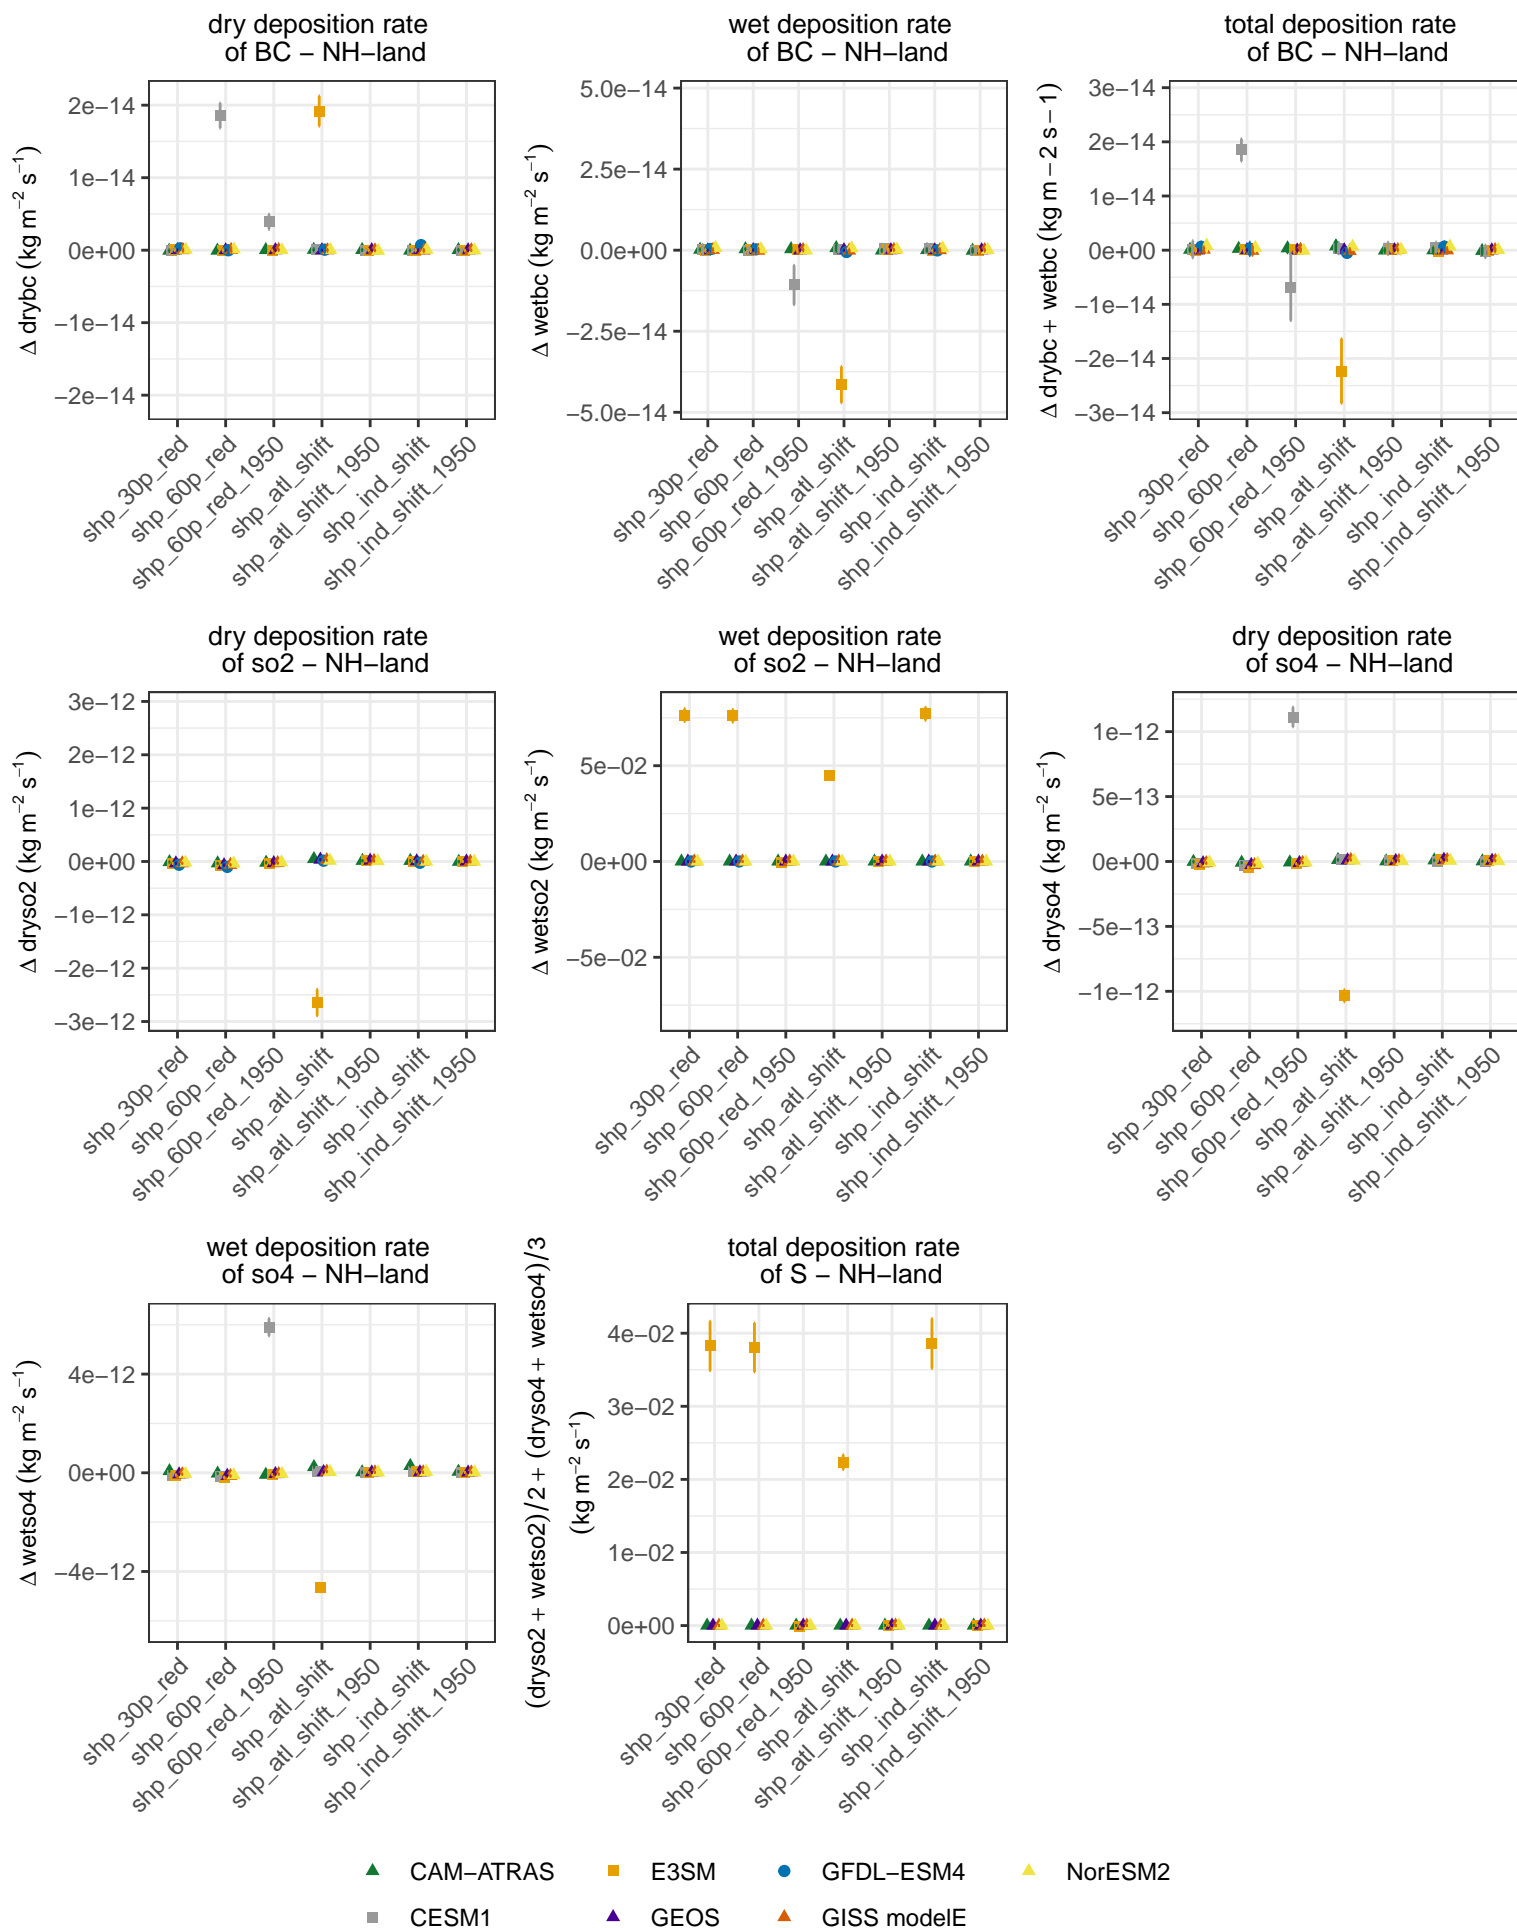 dry deposition rate
of BC − NH−land
2e−14
1e−14
0e+00
−1e−14
−2e−14
Δ drybc (kg m−2 s−1)
shp_30p_red
shp_60p_red
shp_60p_red_1950
shp_atl_shift
shp_atl_shift_1950
shp_ind_shift
shp_ind_shift_1950
wet deposition rate
of BC − NH−land
5.0e−14
2.5e−14
0.0e+00
−2.5e−14
−5.0e−14
Δ wetbc (kg m−2 s−1)
shp_30p_red
shp_60p_red
shp_60p_red_1950
shp_atl_shift
shp_atl_shift_1950
shp_ind_shift
shp_ind_shift_1950
total deposition rate
of BC − NH−land
3e−14
2e−14
1e−14
0e+00
−1e−14
−2e−14
−3e−14
Δ drybc + wetbc (kg m − 2 s − 1)
shp_30p_red
shp_60p_red
shp_60p_red_1950
shp_atl_shift
shp_atl_shift_1950
shp_ind_shift
shp_ind_shift_1950
dry deposition rate
of so2 − NH−land
3e−12
2e−12
1e−12
0e+00
−1e−12
−2e−12
−3e−12
Δ dryso2 (kg m−2 s−1)
shp_30p_red
shp_60p_red
shp_60p_red_1950
shp_atl_shift
shp_atl_shift_1950
shp_ind_shift
shp_ind_shift_1950
wet deposition rate
of so2 − NH−land
5e−02
0e+00
−5e−02
Δ wetso2 (kg m−2 s−1)
shp_30p_red
shp_60p_red
shp_60p_red_1950
shp_atl_shift
shp_atl_shift_1950
shp_ind_shift
shp_ind_shift_1950
dry deposition rate
of so4 − NH−land
1e−12
5e−13
0e+00
−5e−13
−1e−12
Δ dryso4 (kg m−2 s−1)
shp_30p_red
shp_60p_red
shp_60p_red_1950
shp_atl_shift
shp_atl_shift_1950
shp_ind_shift
shp_ind_shift_1950
wet deposition rate
of so4 − NH−land
4e−12
0e+00
−4e−12
Δ wetso4 (kg m−2 s−1)
shp_30p_red
shp_60p_red
shp_60p_red_1950
shp_atl_shift
shp_atl_shift_1950
shp_ind_shift
shp_ind_shift_1950
total deposition rate
of S − NH−land
4e−02
3e−02
2e−02
1e−02
0e+00
(dryso2 + wetso2)/2 + (dryso4 + wetso4)/3
(kg m−2 s−1)
shp_30p_red
shp_60p_red
shp_60p_red_1950
shp_atl_shift
shp_atl_shift_1950
shp_ind_shift
shp_ind_shift_1950
CAM−ATRAS
E3SM
GFDL−ESM4
NorESM2
CESM1
GEOS
GISS modelE